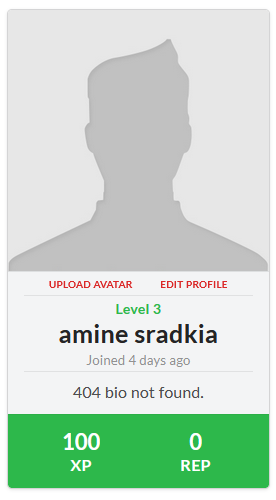 UPLOAD AVATAR EDIT PROFILE
Level 3
amine sradkia
Joined 4 days ago
404 bio not found.
100 0
XP REP